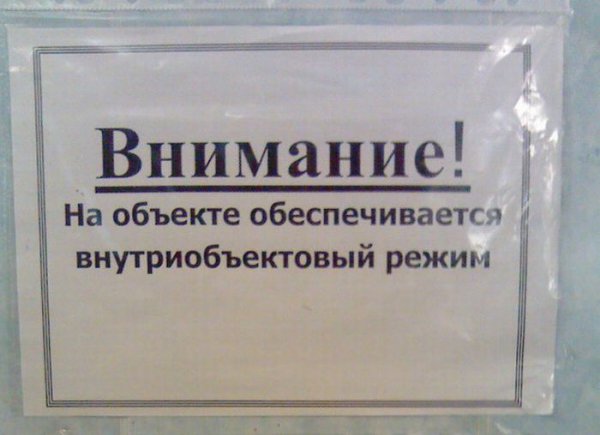 Внимание!
На объекте обеспечивается
внутриобъектовый режим